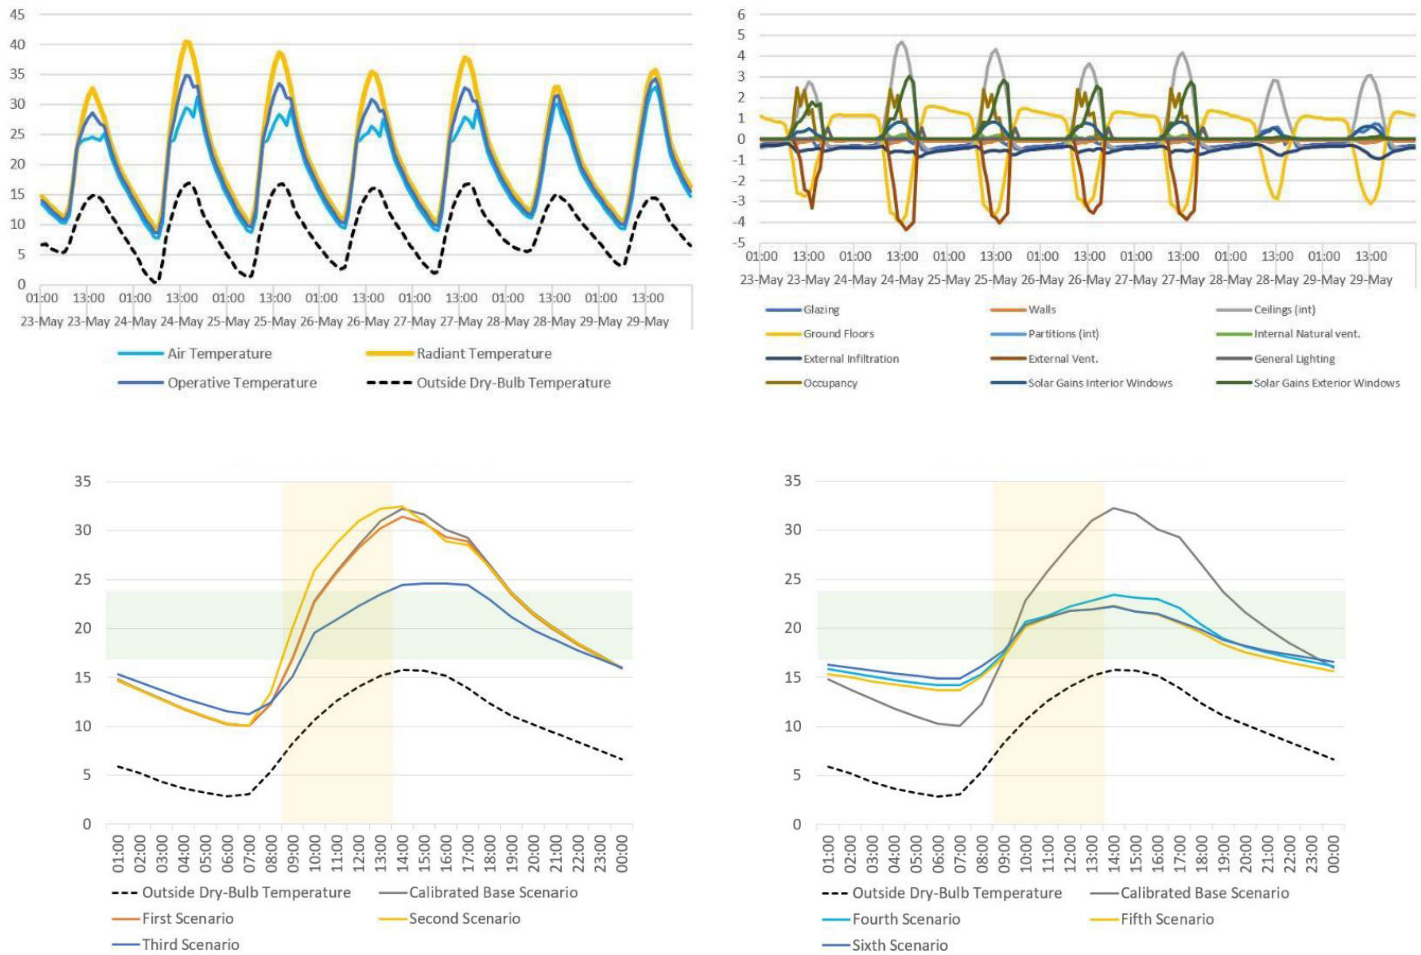 45
40
35
30
25
20
15
10
5
0
01:00 13:00 01:00 13:00 01:00 13:00 01:00 13:00 01:00 13:00 01:00 13:00 01:00 13:00
23-May 23-May 24-May 24-May 25-May 25-May 26-May 26-May 27-May 27-May 28-May 28-May 29-May 29-May
Air Temperature Radiant Temperature
Operative Temperature Outside Dry-Bulb Temperature
6
5
4
3
2
1
0
-1
-2
-3
-4
-5
01:00 13:00 01:00 13:00 01:00 13:00 01:00 13:00 01:00 13:00 01:00 13:00 01:00 13:00
23-May 23-May 24-May 24-May 25-May 25-May 26-May 26-May 27-May 27-May 28-May 28-May 29-May 29-May
Glazing Walls Ceilings (int)
Ground Floors Partitions (int) Internal Natural vent.
External Infiltration External Vent. General Lighting
Occupancy Solar Gains Interior Windows Solar Gains Exterior Windows
35
30
25
20
15
10
5
0
01:00 02:00 03:00 04:00 05:00 06:00 07:00 08:00 09:00 10:00 11:00 12:00 13:00 14:00 15:00 16:00 17:00 18:00 19:00 20:00 21:00 22:00 23:00 00:00
Outside Dry-Bulb Temperature Calibrated Base Scenario
First Scenario Second Scenario
Third Scenario
35
30
25
20
15
10
5
0
01:00 02:00 03:00 04:00 05:00 06:00 07:00 08:00 09:00 10:00 11:00 12:00 13:00 14:00 15:00 16:00 17:00 18:00 19:00 20:00 21:00 22:00 23:00 00:00
Outside Dry-Bulb Temperature Calibrated Base Scenario
Fourth Scenario Fifth Scenario
Sixth Scenario